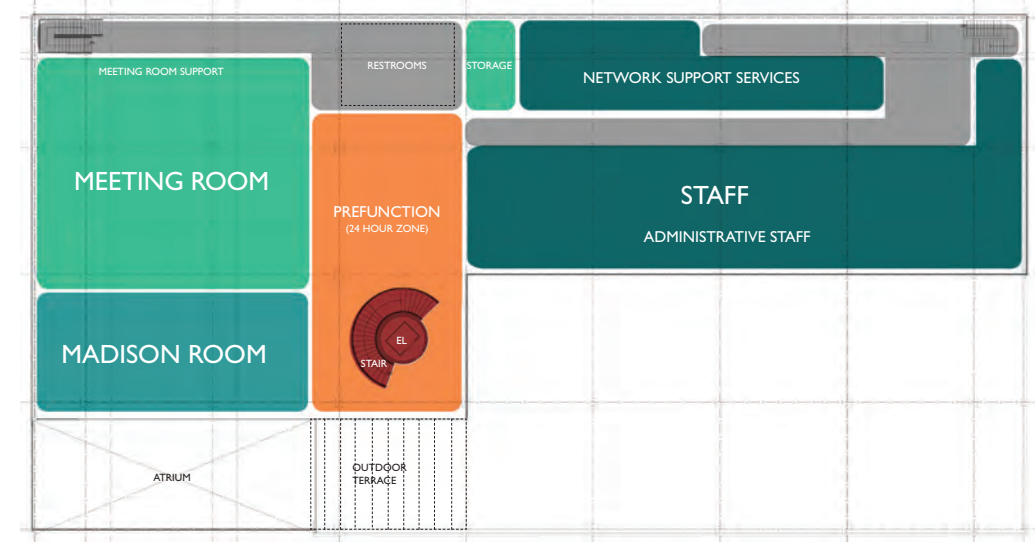 MEETING ROOM SUPPORT
RESTROOMS
STORAGE
NETWORK SUPPORT SERVICES
MEETING ROOM
PREFUNCTION
(24 HOUR ZONE)
STAFF
ADMINISTRATIVE STAFF
MADISON ROOM
EL
STAIR
ATRIUM
OUTDOOR
TERRACE